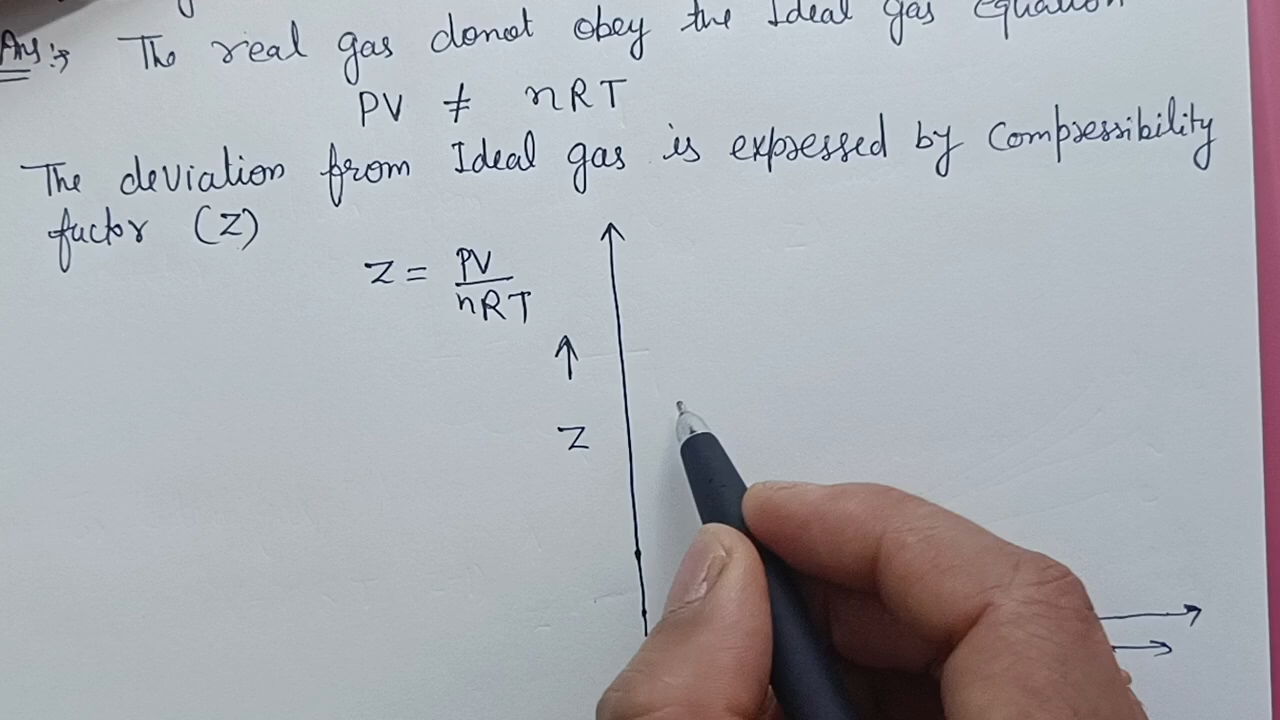 Ans :→ The real gas donot obey the Ideal gas Equation
PV ≠ nRT
The deviation from Ideal gas is expressed by Compressibility
factor (Z)
Z = PV/nRT
↑
Z